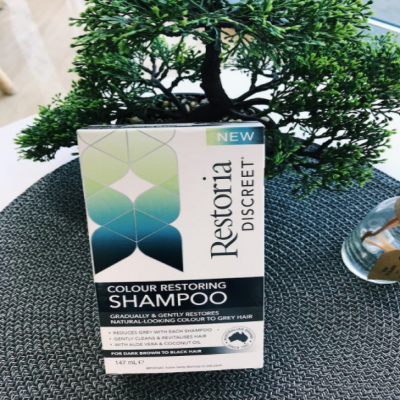 NEW
Restoria
DISCREET™
COLOUR RESTORING
SHAMPOO
GRADUALLY & GENTLY RESTORES
NATURAL-LOOKING COLOUR TO GREY HAIR
• REDUCES GREY WITH EACH SHAMPOO
• GENTLY CLEANS & REVITALISES HAIR
• WITH ALOE VERA & COCONUT OIL
FOR DARK BROWN TO BLACK HAIR
147 mL ℮